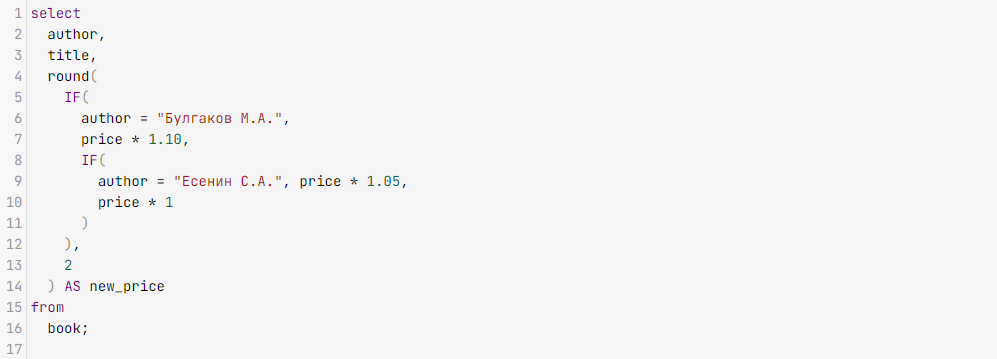 1 select
2   author,
3   title,
4   round(
5     IF(
6       author = "Булгаков М.А.",
7       price * 1.10,
8       IF(
9         author = "Есенин С.А.", price * 1.05,
10         price * 1
11       )
12     ),
13     2
14   ) AS new_price
15 from
16   book;
17